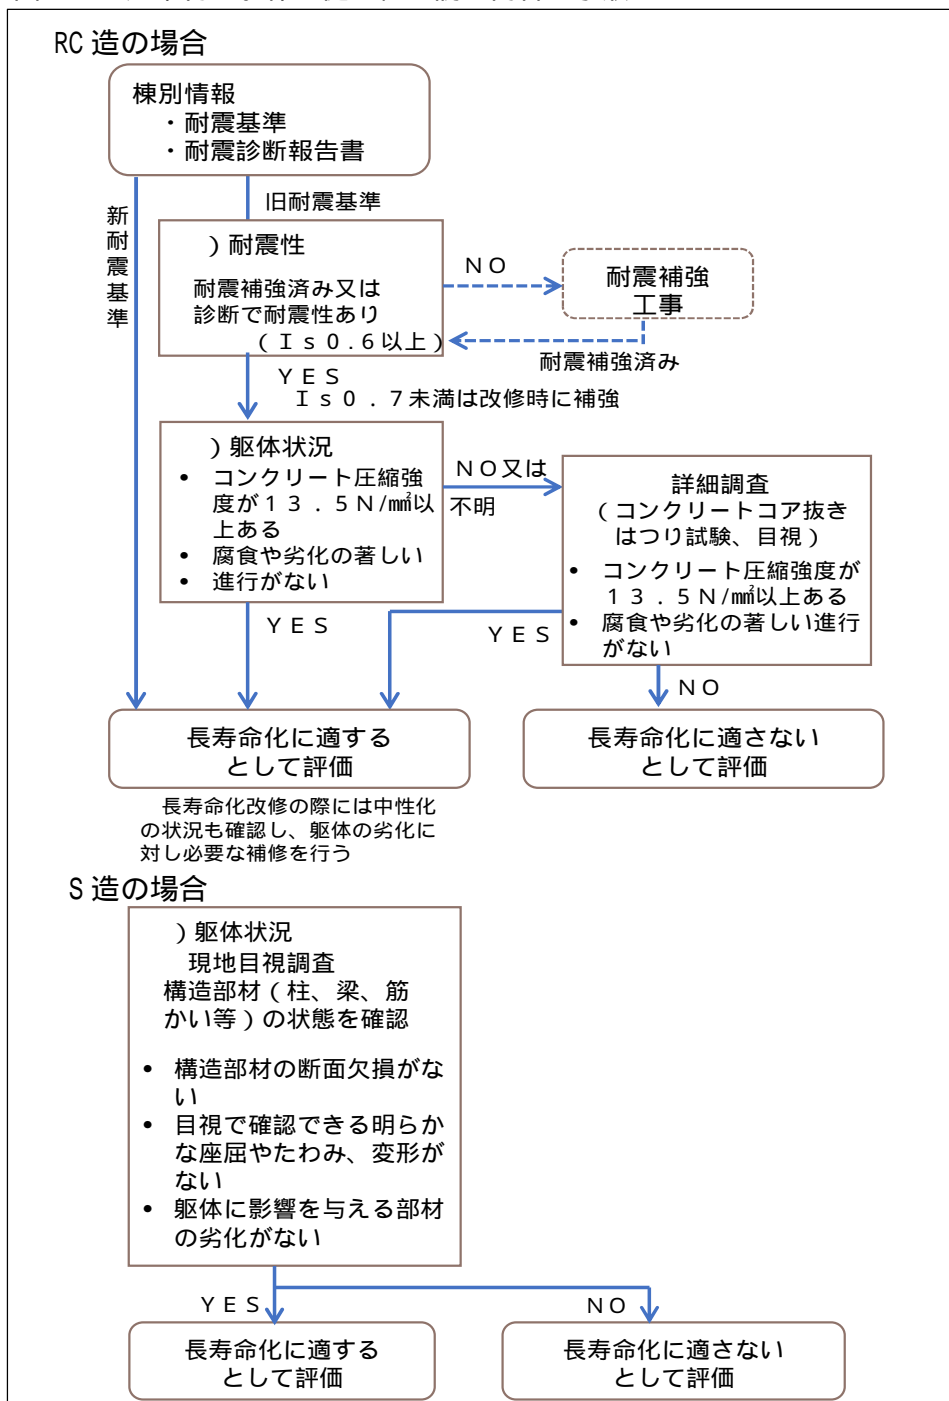 RC造の場合
棟別情報
・耐震基準
・耐震診断報告書
新耐震基準
旧耐震基準
）耐震性
耐震補強済み又は
診断で耐震性あり
（Ｉｓ０.６以上）
ＮＯ
耐震補強
工事
耐震補強済み
ＹＥＳ
Ｉｓ０．７未満は改修時に補強
）躯体状況
• コンクリート圧縮強
度が１３．５Ｎ/㎟以
上ある
• 腐食や劣化の著しい
• 進行がない
ＮＯ又は
不明
詳細調査
（コンクリートコア抜き
はつり試験、目視）
• コンクリート圧縮強度が
１３．５Ｎ/㎟以上ある
• 腐食や劣化の著しい進行
がない
ＹＥＳ
ＹＥＳ
ＮＯ
長寿命化に適する
として評価
長寿命化に適さない
として評価
長寿命化改修の際には中性化
の状況も確認し、躯体の劣化に
対し必要な補修を行う
S造の場合
）躯体状況
現地目視調査
構造部材（柱、梁、筋
かい等）の状態を確認
• 構造部材の断面欠損がな
い
• 目視で確認できる明らか
な座屈やたわみ、変形が
ない
• 躯体に影響を与える部材
の劣化がない
ＹＥＳ
ＮＯ
長寿命化に適する
として評価
長寿命化に適さない
として評価